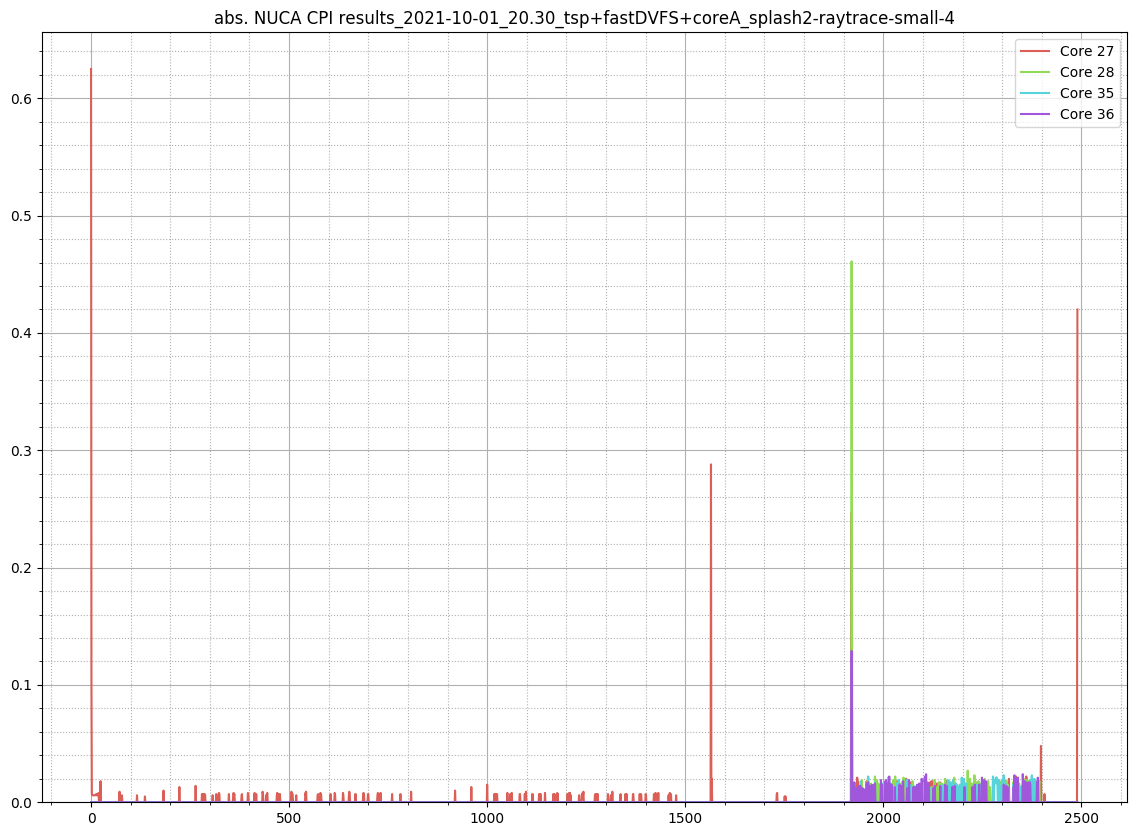 abs. NUCA CPI results_2021-10-01_20.30_tsp+fastDVFS+coreA_splash2-raytrace-small-4
Core 27
Core 28
Core 35
Core 36
0.6
0.5
0.4
0.3
0.2
0.1
0.0
0 500 1000 1500 2000 2500